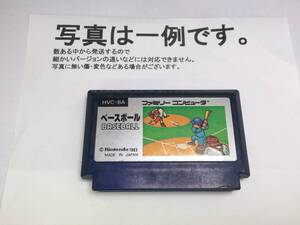 写真は一例です。
数ある中から発送するので
細かいバージョンの違いなどには対応できません。
写真に無い傷・変色などある場合がございます。
HVC-BA
ファミリー コンピュータ
ベースボール
BASEBALL
©Nintendo 1983
MADE IN JAPAN